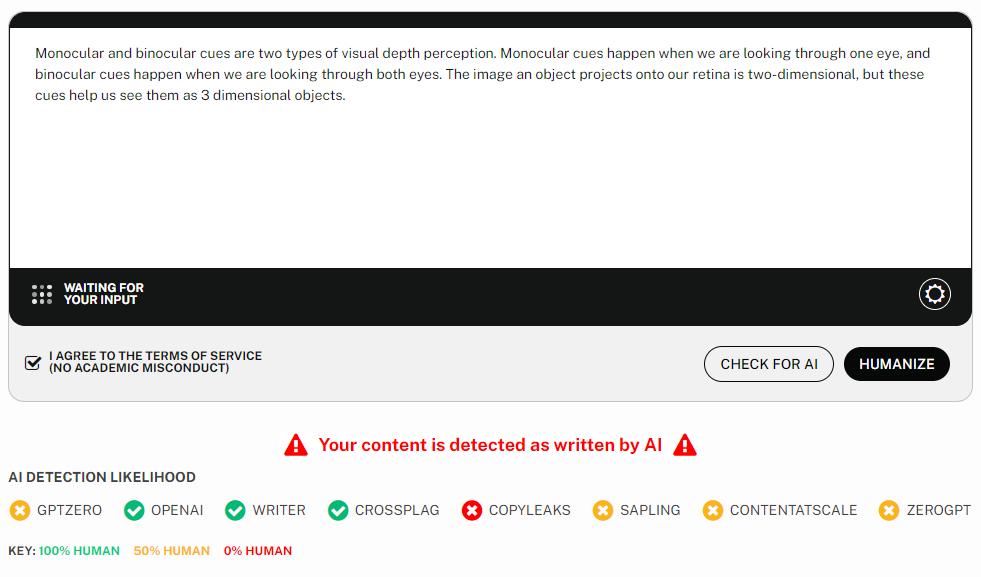 Monocular and binocular cues are two types of visual depth perception. Monocular cues happen when we are looking through one eye, and
binocular cues happen when we are looking through both eyes. The image an object projects onto our retina is two-dimensional, but these
cues help us see them as 3 dimensional objects.
WAITING FOR
YOUR INPUT
I AGREE TO THE TERMS OF SERVICE
(NO ACADEMIC MISCONDUCT)
CHECK FOR AI
HUMANIZE
Your content is detected as written by AI
AI DETECTION LIKELIHOOD
GPTZERO OPENAI WRITER CROSSPLAG COPYLEAKS SAPLING CONTENTATSCALE ZEROGPT
KEY: 100% HUMAN 50% HUMAN 0% HUMAN